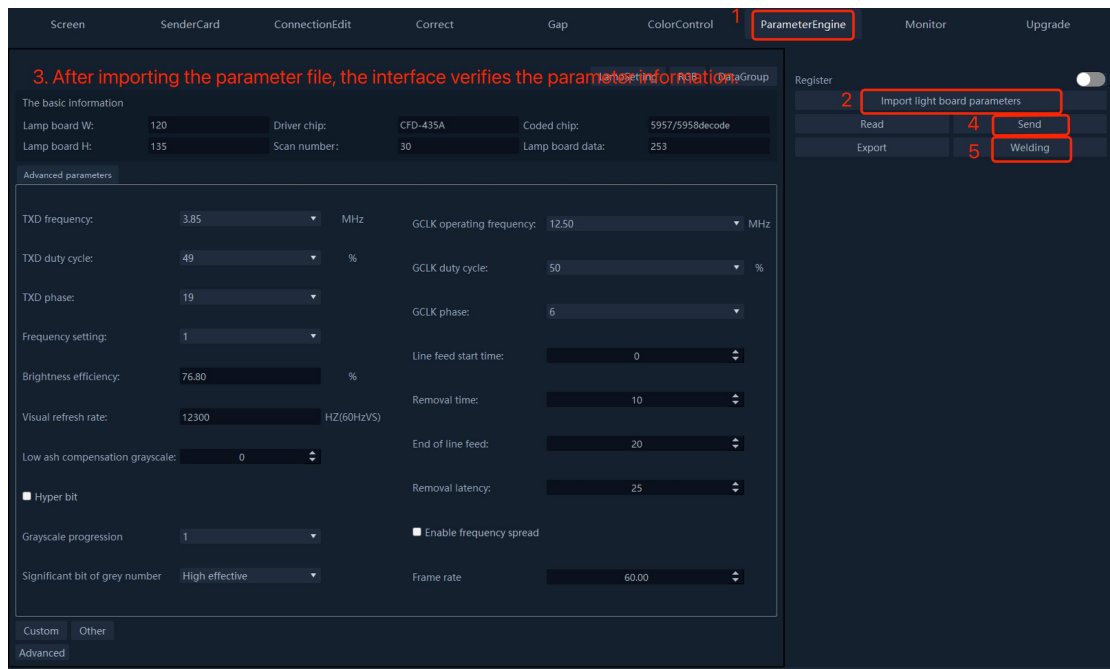 Screen SenderCard ConnectionEdit Correct Gap ColorControl 1 ParameterEngine Monitor Upgrade
3. After importing the parameter file, the interface verifies the parameter information.
LampSetting RGB DataGroup
Register
The basic information
2 Import light board parameters
Lamp board W: 120 Driver chip: CFD-435A Coded chip: 5957/5958decode
Read 4 Send
Lamp board H: 135 Scan number: 30 Lamp board data: 253
Export 5 Welding
Advanced parameters
TXD frequency: 3.85 MHz
GCLK operating frequency: 12.50 MHz
TXD duty cycle: 49 %
GCLK duty cycle: 50 %
TXD phase: 19
GCLK phase: 6
Frequency setting: 1
Line feed start time: 0
Brightness efficiency: 76.80 %
Removal time: 10
Visual refresh rate: 12300 HZ(60HzVS)
End of line feed: 20
Low ash compensation grayscale: 0
Removal latency: 25
Hyper bit
Grayscale progression 1
Enable frequency spread
Significant bit of grey number High effective
Frame rate 60.00
Custom Other
Advanced